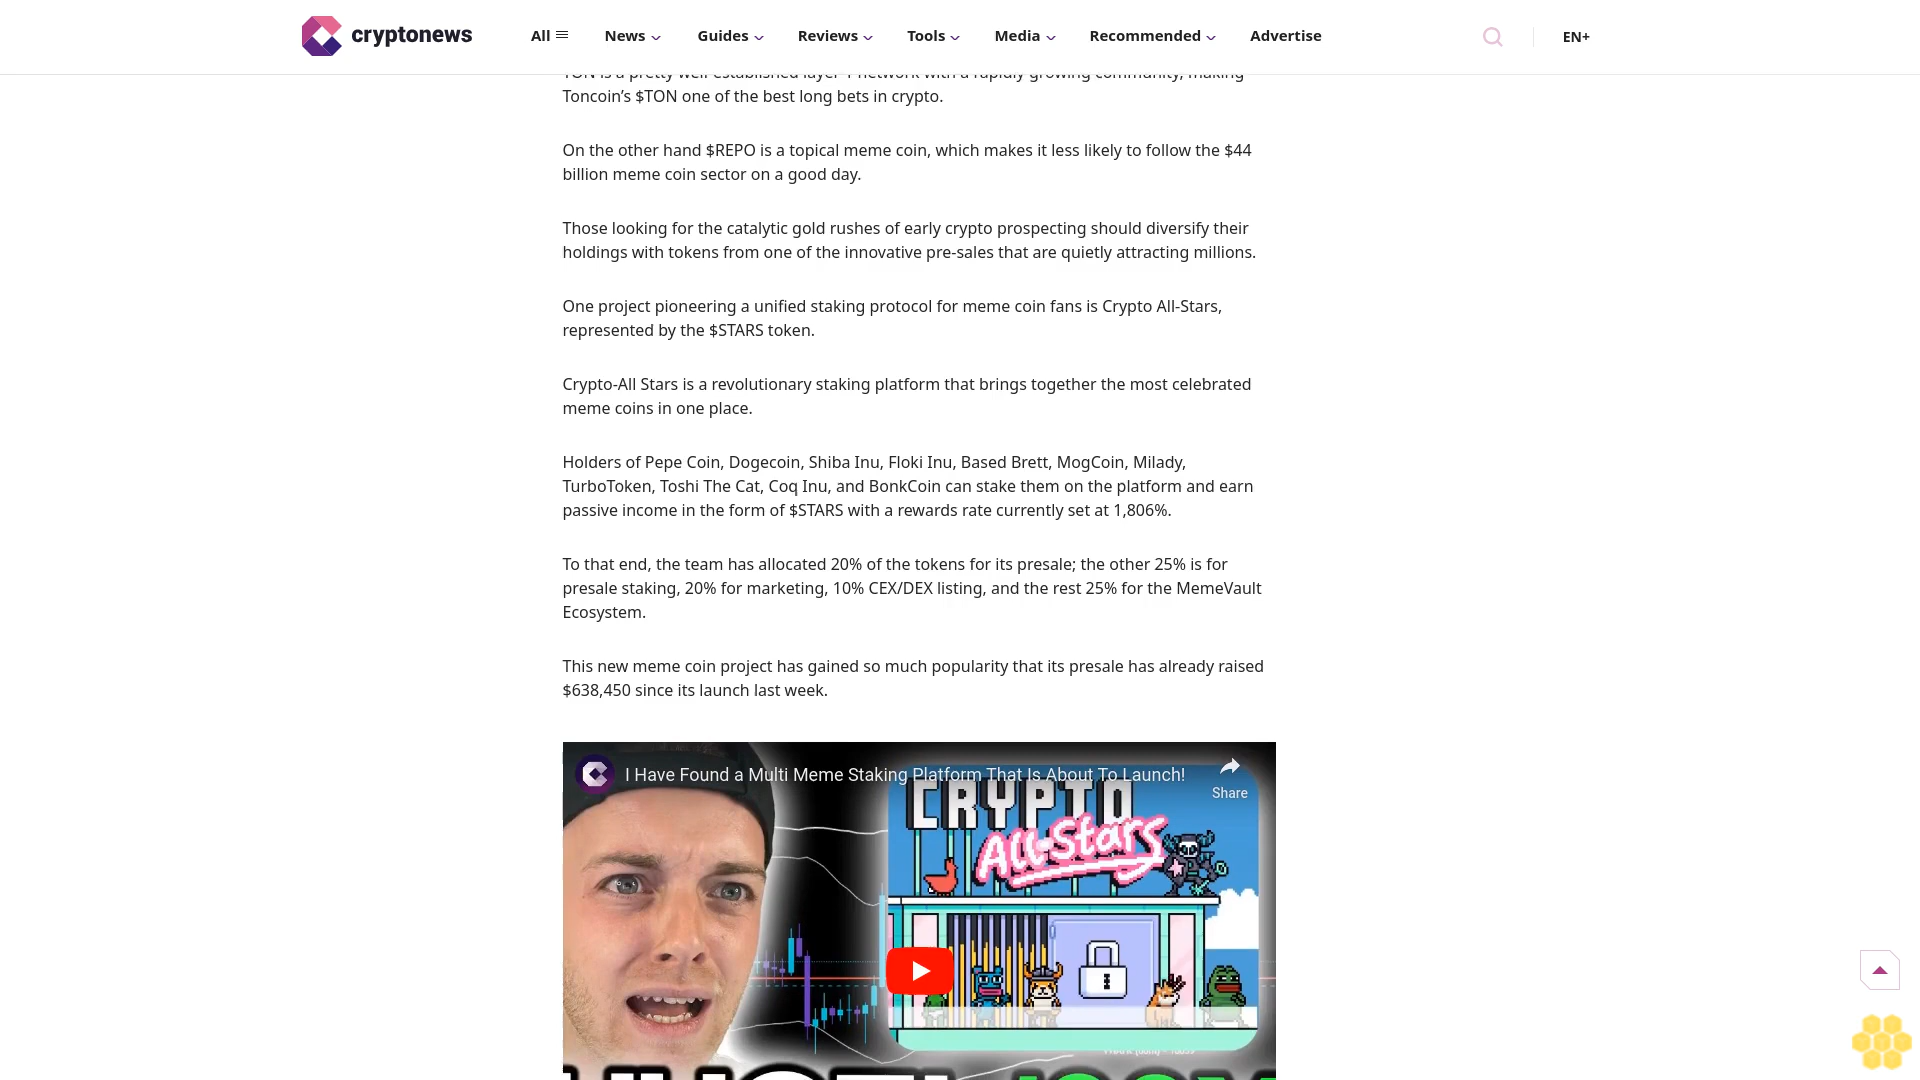 cryptonews
All
News
Guides
Reviews
Tools
Media
Recommended
Advertise
EN+
TON is a pretty well-established layer-1 network with a rapidly growing community, making
Toncoin’s $TON one of the best long bets in crypto.
On the other hand $REPO is a topical meme coin, which makes it less likely to follow the $44
billion meme coin sector on a good day.
Those looking for the catalytic gold rushes of early crypto prospecting should diversify their
holdings with tokens from one of the innovative pre-sales that are quietly attracting millions.
One project pioneering a unified staking protocol for meme coin fans is Crypto All-Stars,
represented by the $STARS token.
Crypto-All Stars is a revolutionary staking platform that brings together the most celebrated
meme coins in one place.
Holders of Pepe Coin, Dogecoin, Shiba Inu, Floki Inu, Based Brett, MogCoin, Milady,
TurboToken, Toshi The Cat, Coq Inu, and BonkCoin can stake them on the platform and earn
passive income in the form of $STARS with a rewards rate currently set at 1,806%.
To that end, the team has allocated 20% of the tokens for its presale; the other 25% is for
presale staking, 20% for marketing, 10% CEX/DEX listing, and the rest 25% for the MemeVault
Ecosystem.
This new meme coin project has gained so much popularity that its presale has already raised
$638,450 since its launch last week.
I Have Found a Multi Meme Staking Platform That Is About To Launch!
Share
CRYPTO
All-Stars